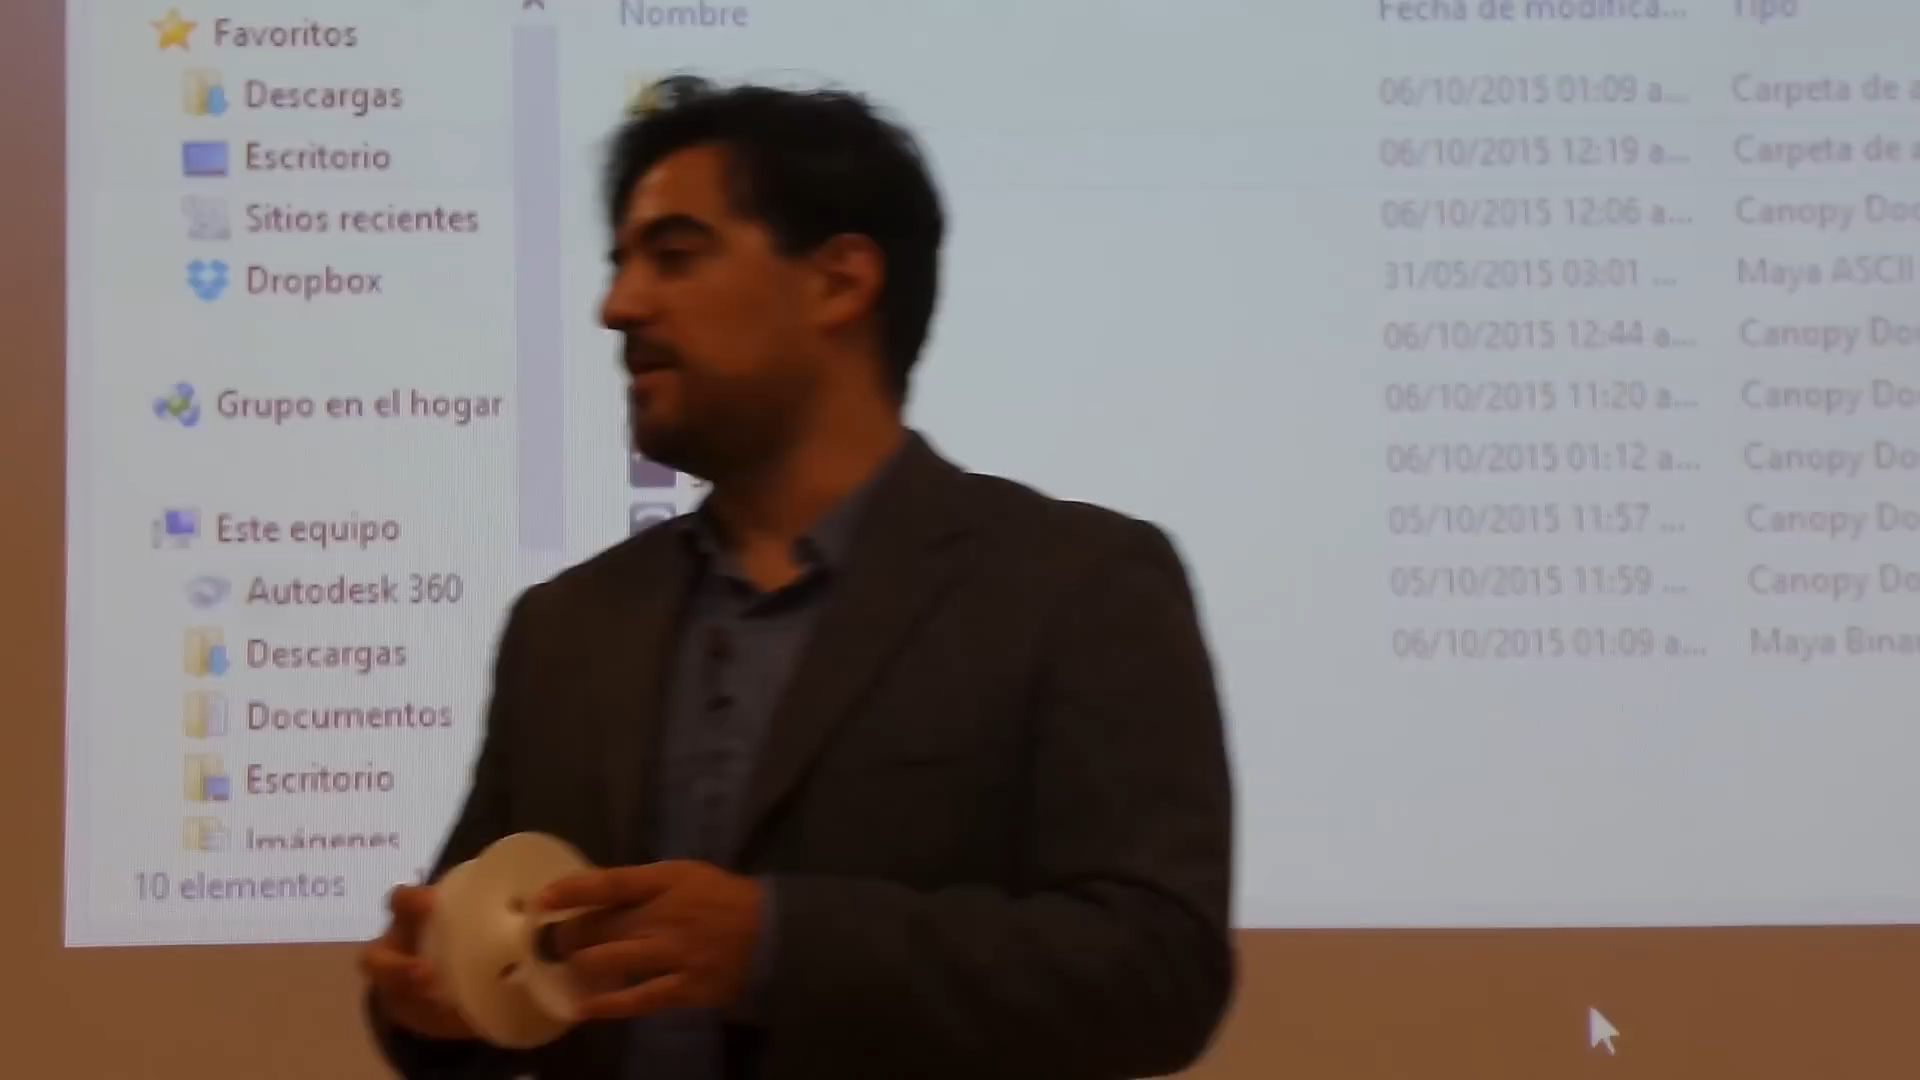 Nombre Fecha de modifica... Tipo
Favoritos
Descargas
Escritorio
Sitios recientes
Dropbox
Grupo en el hogar
Este equipo
Autodesk 360
Descargas
Documentos
Escritorio
Imágenes
10 elementos
06/10/2015 01:09 a... Carpeta de a
06/10/2015 12:19 a... Carpeta de a
06/10/2015 12:06 a... Canopy Doc
31/05/2015 03:01 ... Maya ASCII
06/10/2015 12:44 a... Canopy Do
06/10/2015 11:20 a... Canopy Do
06/10/2015 01:12 a... Canopy Do
05/10/2015 11:57 ... Canopy Do
05/10/2015 11:59 ... Canopy Do
06/10/2015 01:09 a... Maya Bina